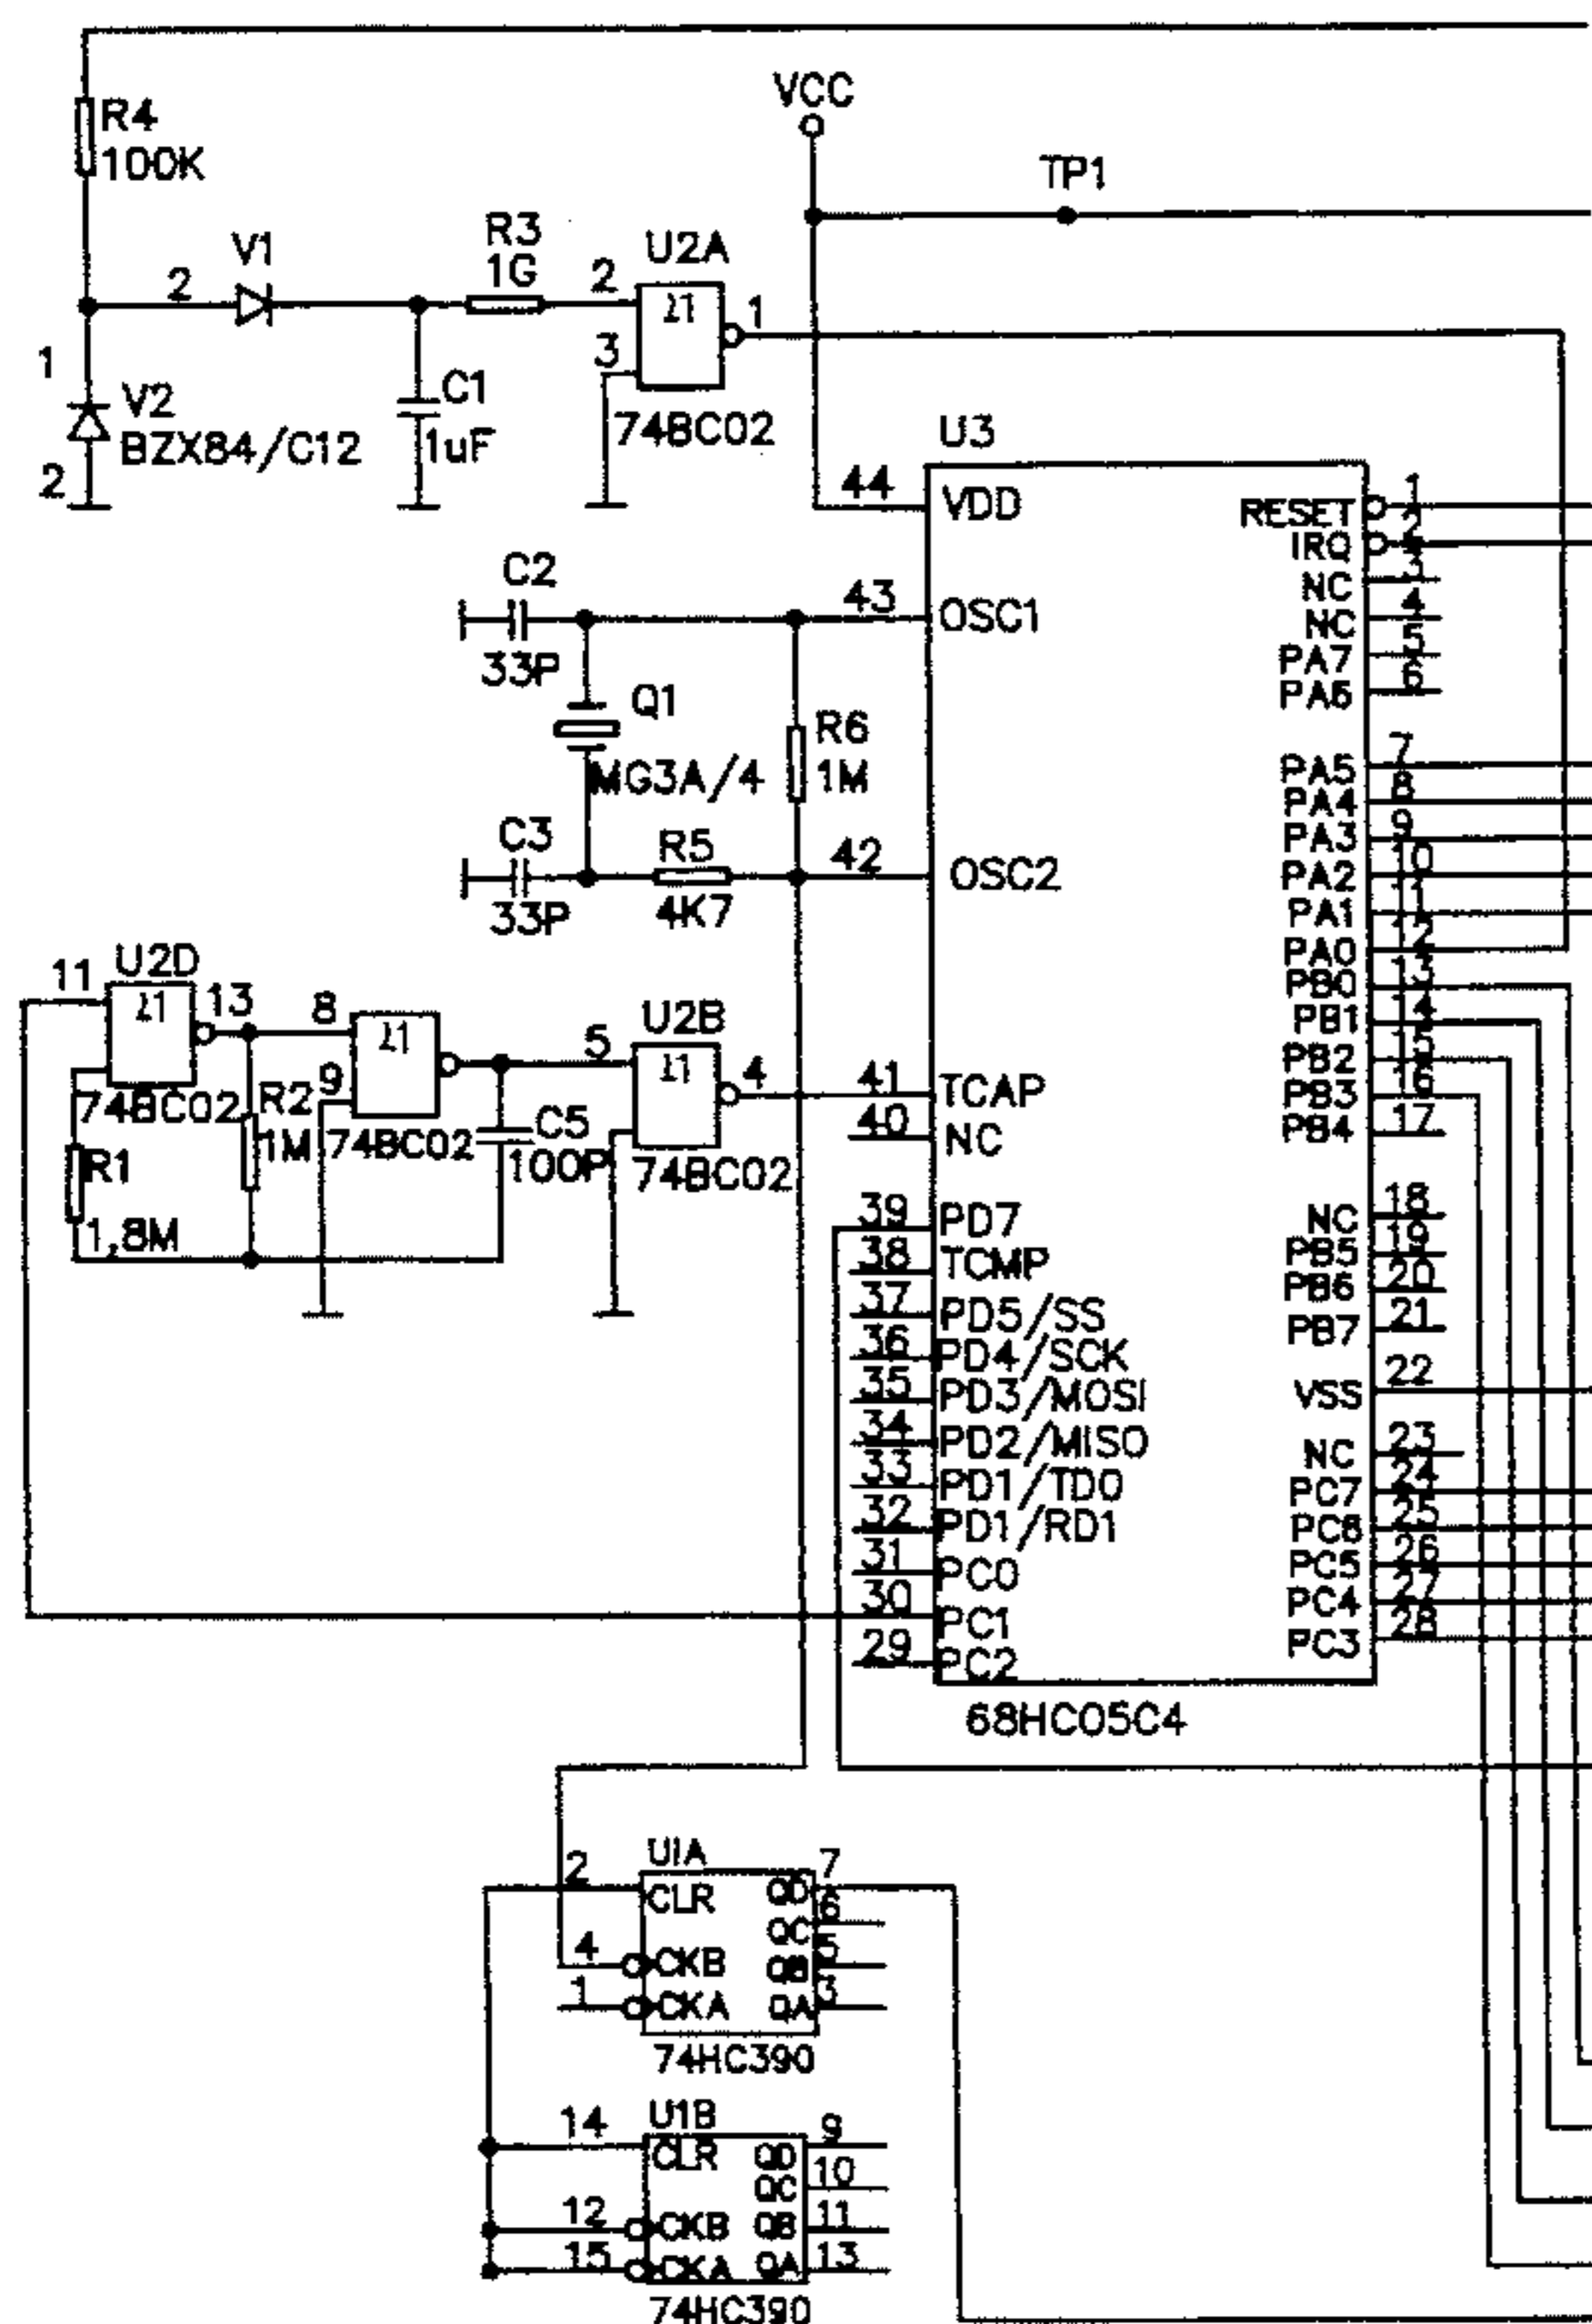 R4
100K
VCC
TP1
V1
2
R3
1G
2
U2A
1
3
74BC02
1
V2
BZX84/C12
2
C1
1uF
U3
44
VDD
RESET
1
IRQ
2
NC
3
NC
4
PA7
5
PA6
6
C2
33P
43
OSC1
Q1
MG3A/4
R6
1M
PA5
7
PA4
8
PA3
9
PA2
10
PA1
11
PA0
12
C3
33P
R5
4K7
42
OSC2
PB0
13
PB1
14
PB2
15
PB3
16
PB4
17
11
U2D
13
74BC02
R2
1M
R1
1,8M
8
9
74BC02
C5
100P
5
U2B
4
74BC02
41
TCAP
40
NC
39
PD7
38
TCMP
37
PD5/SS
36
PD4/SCK
35
PD3/MOSI
34
PD2/MISO
33
PD1/TDO
32
PD1/RD1
31
PC0
30
PC1
29
PC2
NC
18
PB5
19
PB6
20
PB7
21
VSS
22
NC
23
PC7
24
PC6
25
PC5
26
PC4
27
PC3
28
68HC05C4
U1A
2
CLR
QD
7
QC
6
4
CKB
QB
5
1
CKA
QA
3
74HC390
U1B
14
CLR
QD
9
QC
10
12
CKB
QB
11
15
CKA
QA
13
74HC390